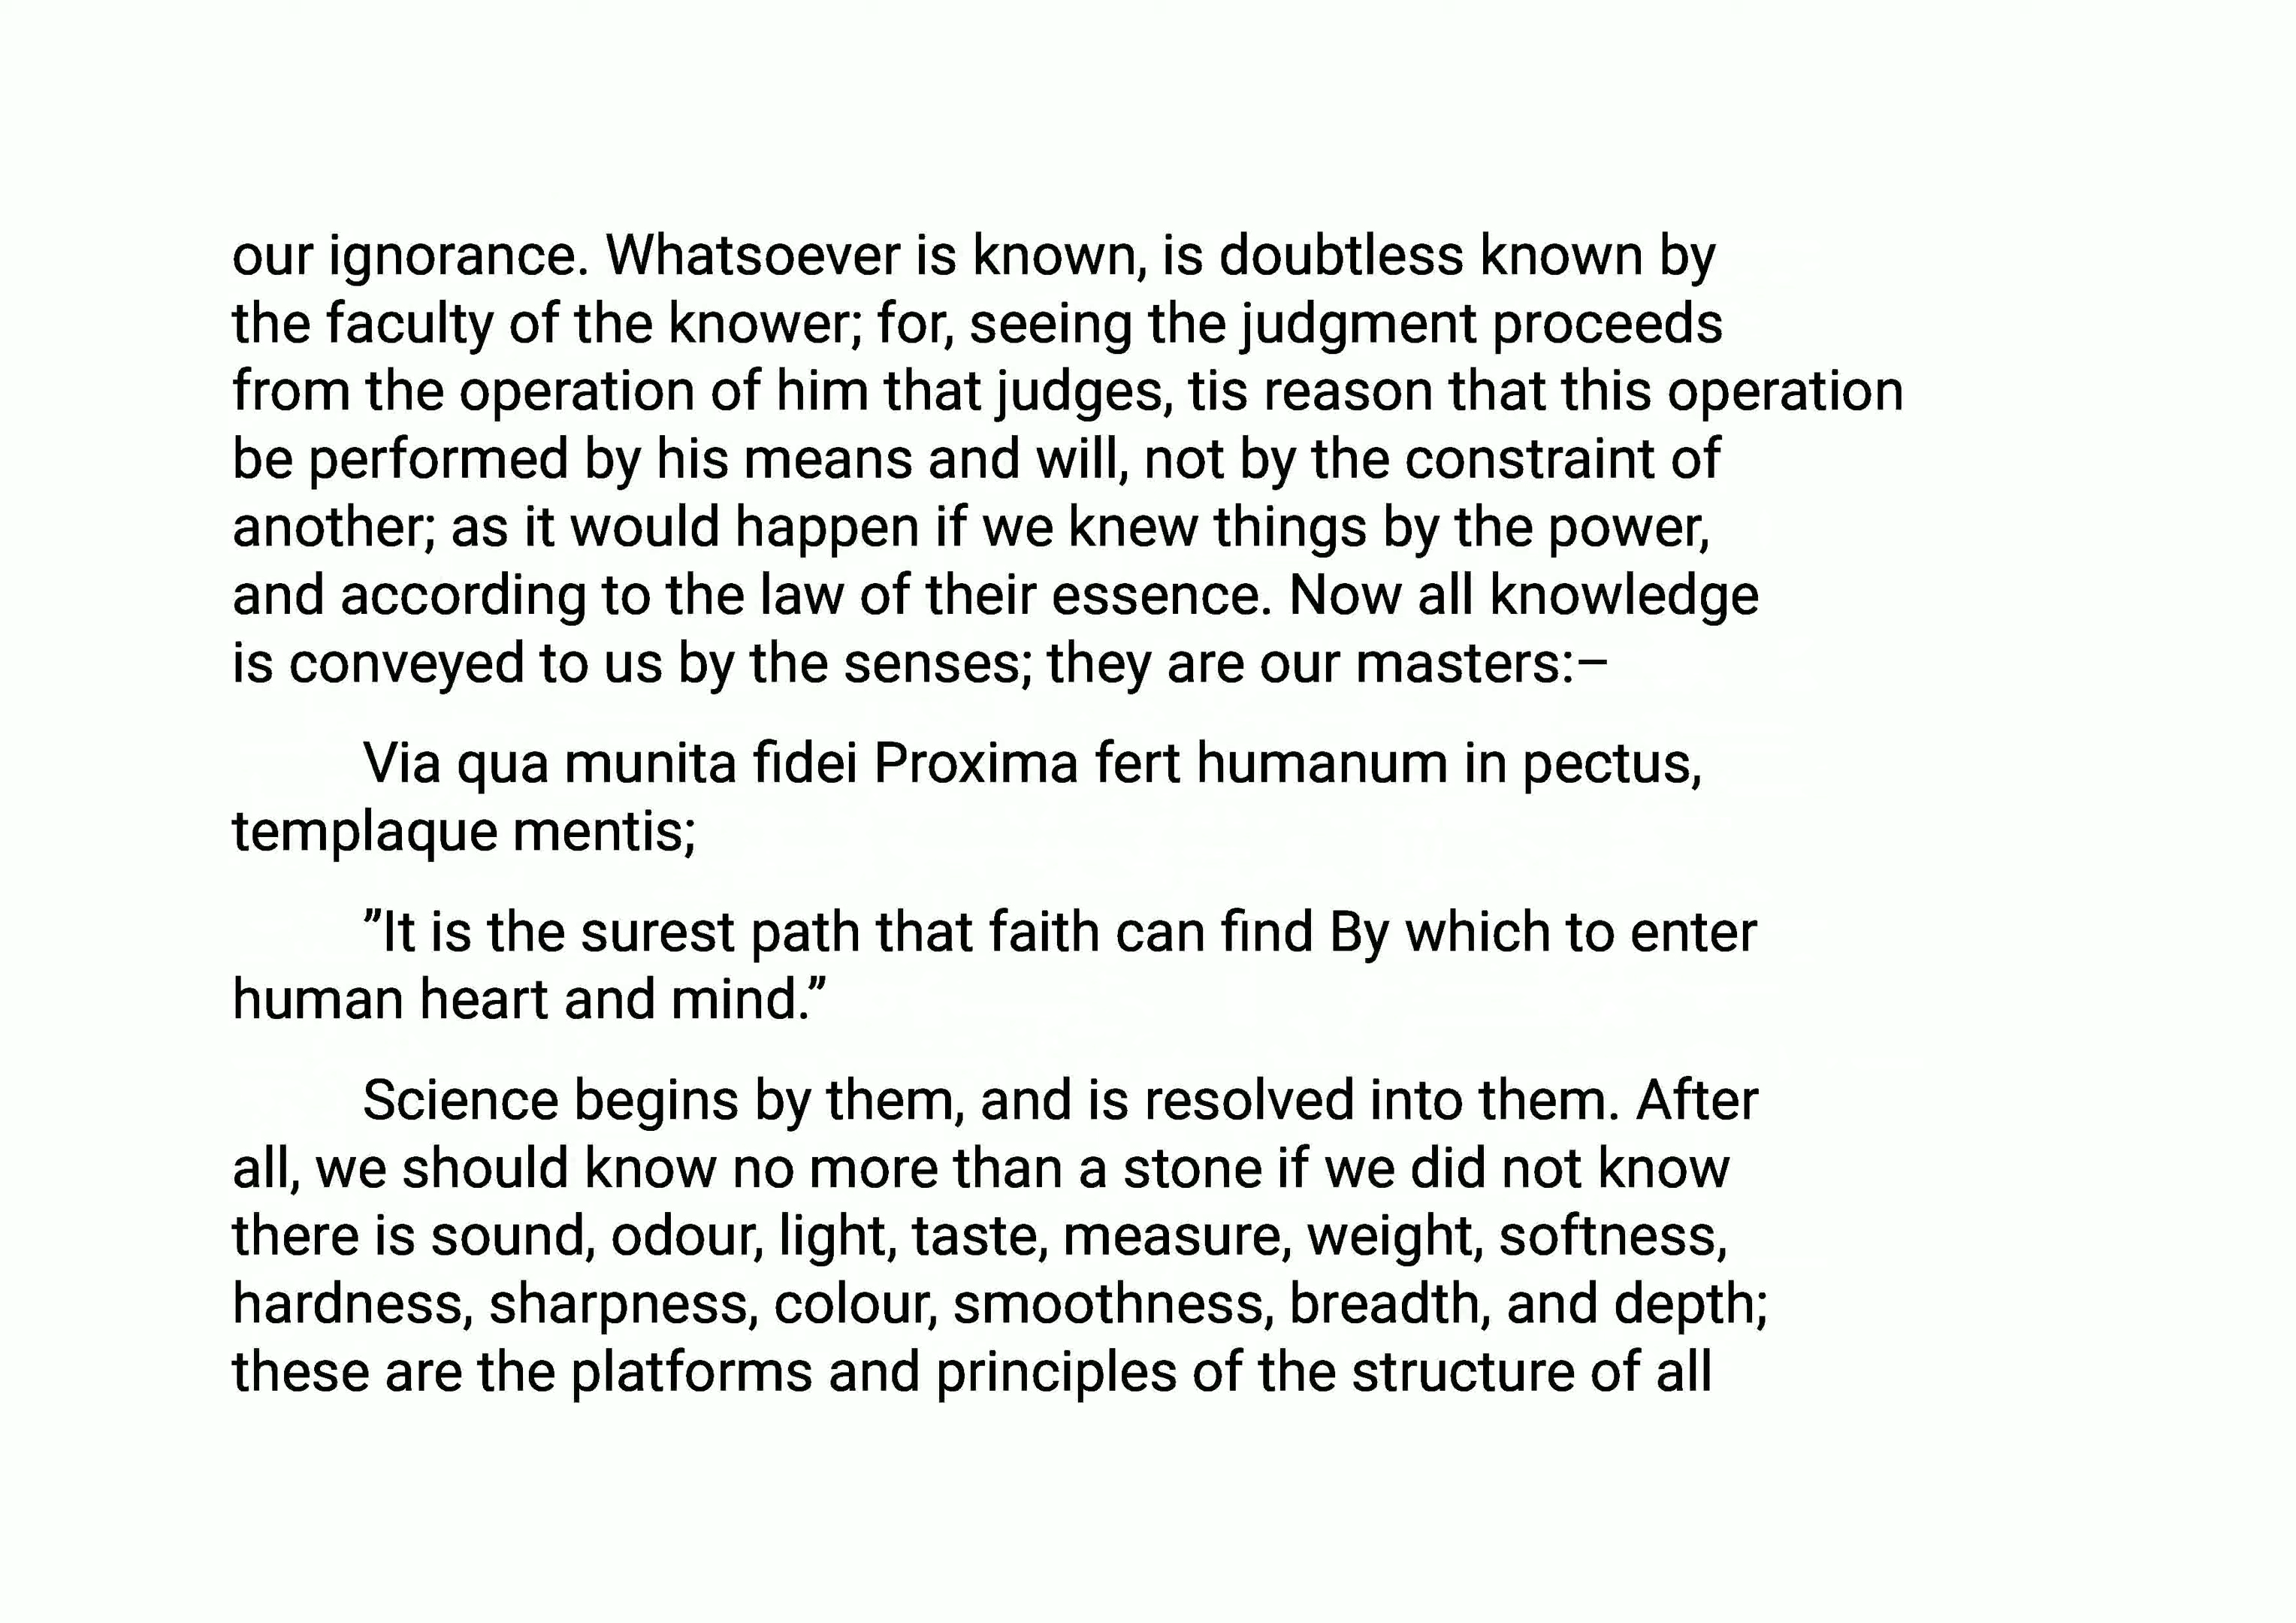 our ignorance. Whatsoever is known, is doubtless known by
the faculty of the knower; for, seeing the judgment proceeds
from the operation of him that judges, tis reason that this operation
be performed by his means and will, not by the constraint of
another; as it would happen if we knew things by the power,
and according to the law of their essence. Now all knowledge
is conveyed to us by the senses; they are our masters:–
Via qua munita fidei Proxima fert humanum in pectus,
templaque mentis;
”It is the surest path that faith can find By which to enter
human heart and mind.”
Science begins by them, and is resolved into them. After
all, we should know no more than a stone if we did not know
there is sound, odour, light, taste, measure, weight, softness,
hardness, sharpness, colour, smoothness, breadth, and depth;
these are the platforms and principles of the structure of all